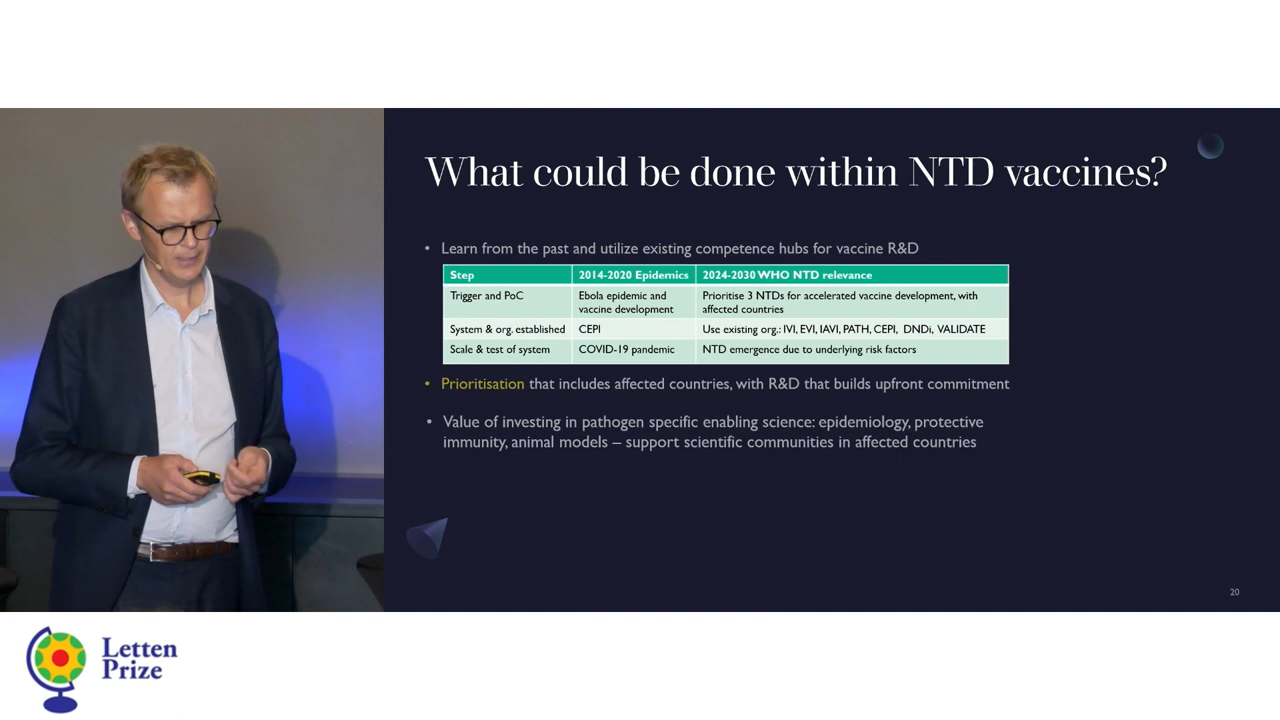 What could be done within NTD vaccines?
• Learn from the past and utilize existing competence hubs for vaccine R&D
Step 2014-2020 Epidemics 2024-2030 WHO NTD relevance
Trigger and PoC Ebola epidemic and Prioritise 3 NTDs for accelerated vaccine development, with
vaccine development affected countries
System & org. established CEPI Use existing org.: IVI, EVI, IAVI, PATH, CEPI, DNDi, VALIDATE
Scale & test of system COVID-19 pandemic NTD emergence due to underlying risk factors
• Prioritisation that includes affected countries, with R&D that builds upfront commitment
• Value of investing in pathogen specific enabling science: epidemiology, protective
immunity, animal models – support scientific communities in affected countries
20
Letten
Prize